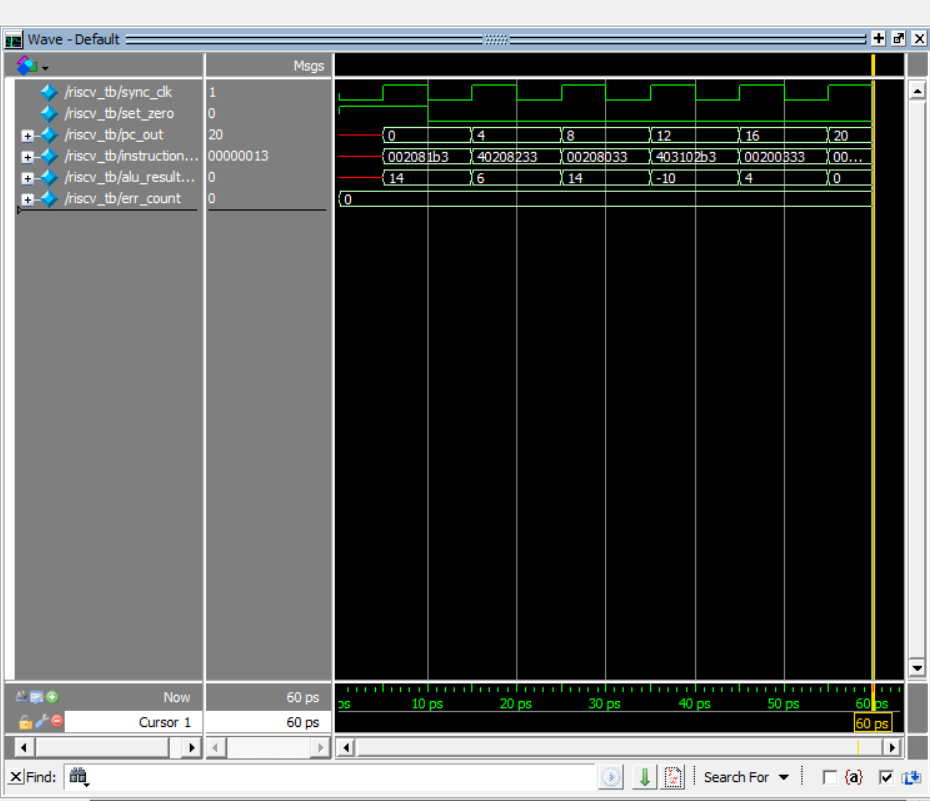 Wave - Default
Msgs
/riscv_tb/sync_clk 1
/riscv_tb/set_zero 0
/riscv_tb/pc_out 20 0 4 8 12 16 20
/riscv_tb/instruction... 00000013 002081b3 40208233 00208033 403102b3 00200333 00...
/riscv_tb/alu_result... 0 14 6 14 -10 4 0
/riscv_tb/err_count 0 0
Now 60 ps ps 10 ps 20 ps 30 ps 40 ps 50 ps 60 ps
Cursor 1 60 ps 60 ps
Find: Search For {a}